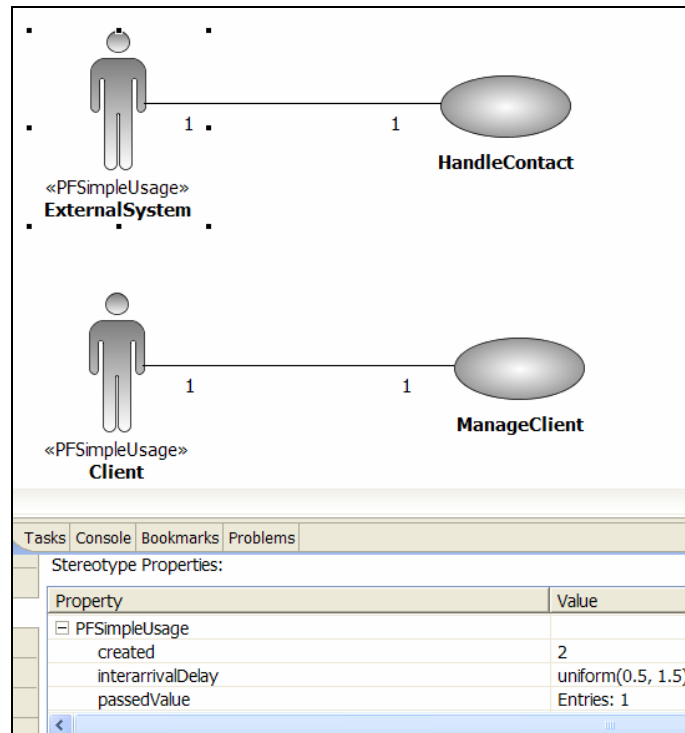 1 1
HandleContact
«PFSimpleUsage»
ExternalSystem
1 1
ManageClient
«PFSimpleUsage»
Client
Tasks Console Bookmarks Problems
Stereotype Properties:
Property Value
PFSimpleUsage
created 2
interarrivalDelay uniform(0.5, 1.5)
passedValue Entries: 1